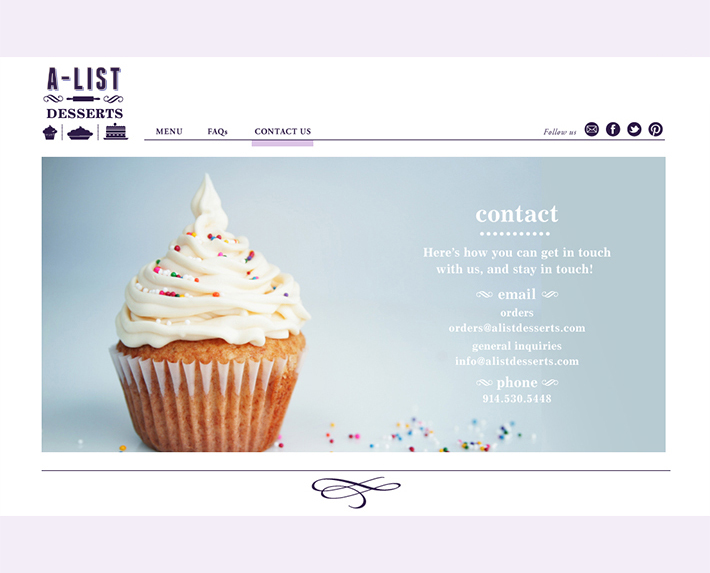 A-LIST
DESSERTS
MENU FAQs CONTACT US
Follow us
contact
Here's how you can get in touch
with us, and stay in touch!
email
orders
orders@alistdesserts.com
general inquiries
info@alistdesserts.com
phone
914.530.5448